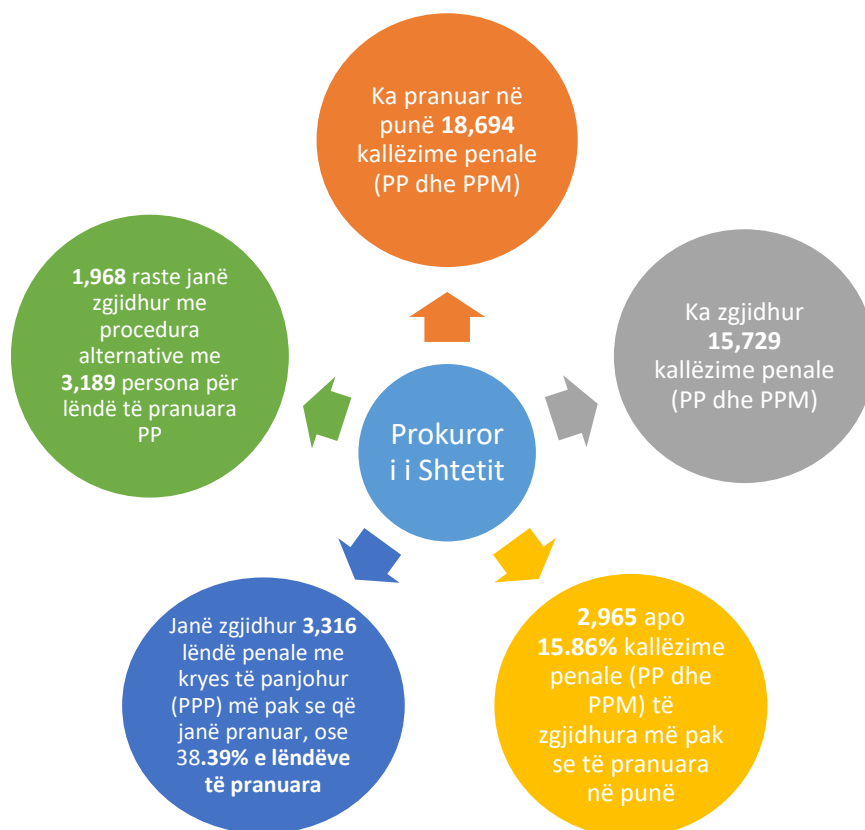 Ka pranuar në
punë 18,694
kallëzime penale
(PP dhe PPM)
1,968 raste janë
zgjidhur me
procedura
alternative me
3,189 persona për
lëndë të pranuara
PP
Ka zgjidhur
15,729
kallëzime penale
(PP dhe PPM)
Prokuror
i i Shtetit
Janë zgjidhur 3,316
lëndë penale me
kryes të panjohur
(PPP) më pak se që
janë pranuar, ose
38.39% e lëndëve
të pranuara
2,965 apo
15.86% kallëzime
penale (PP dhe
PPM) të
zgjidhura më pak
se të pranuara
në punë